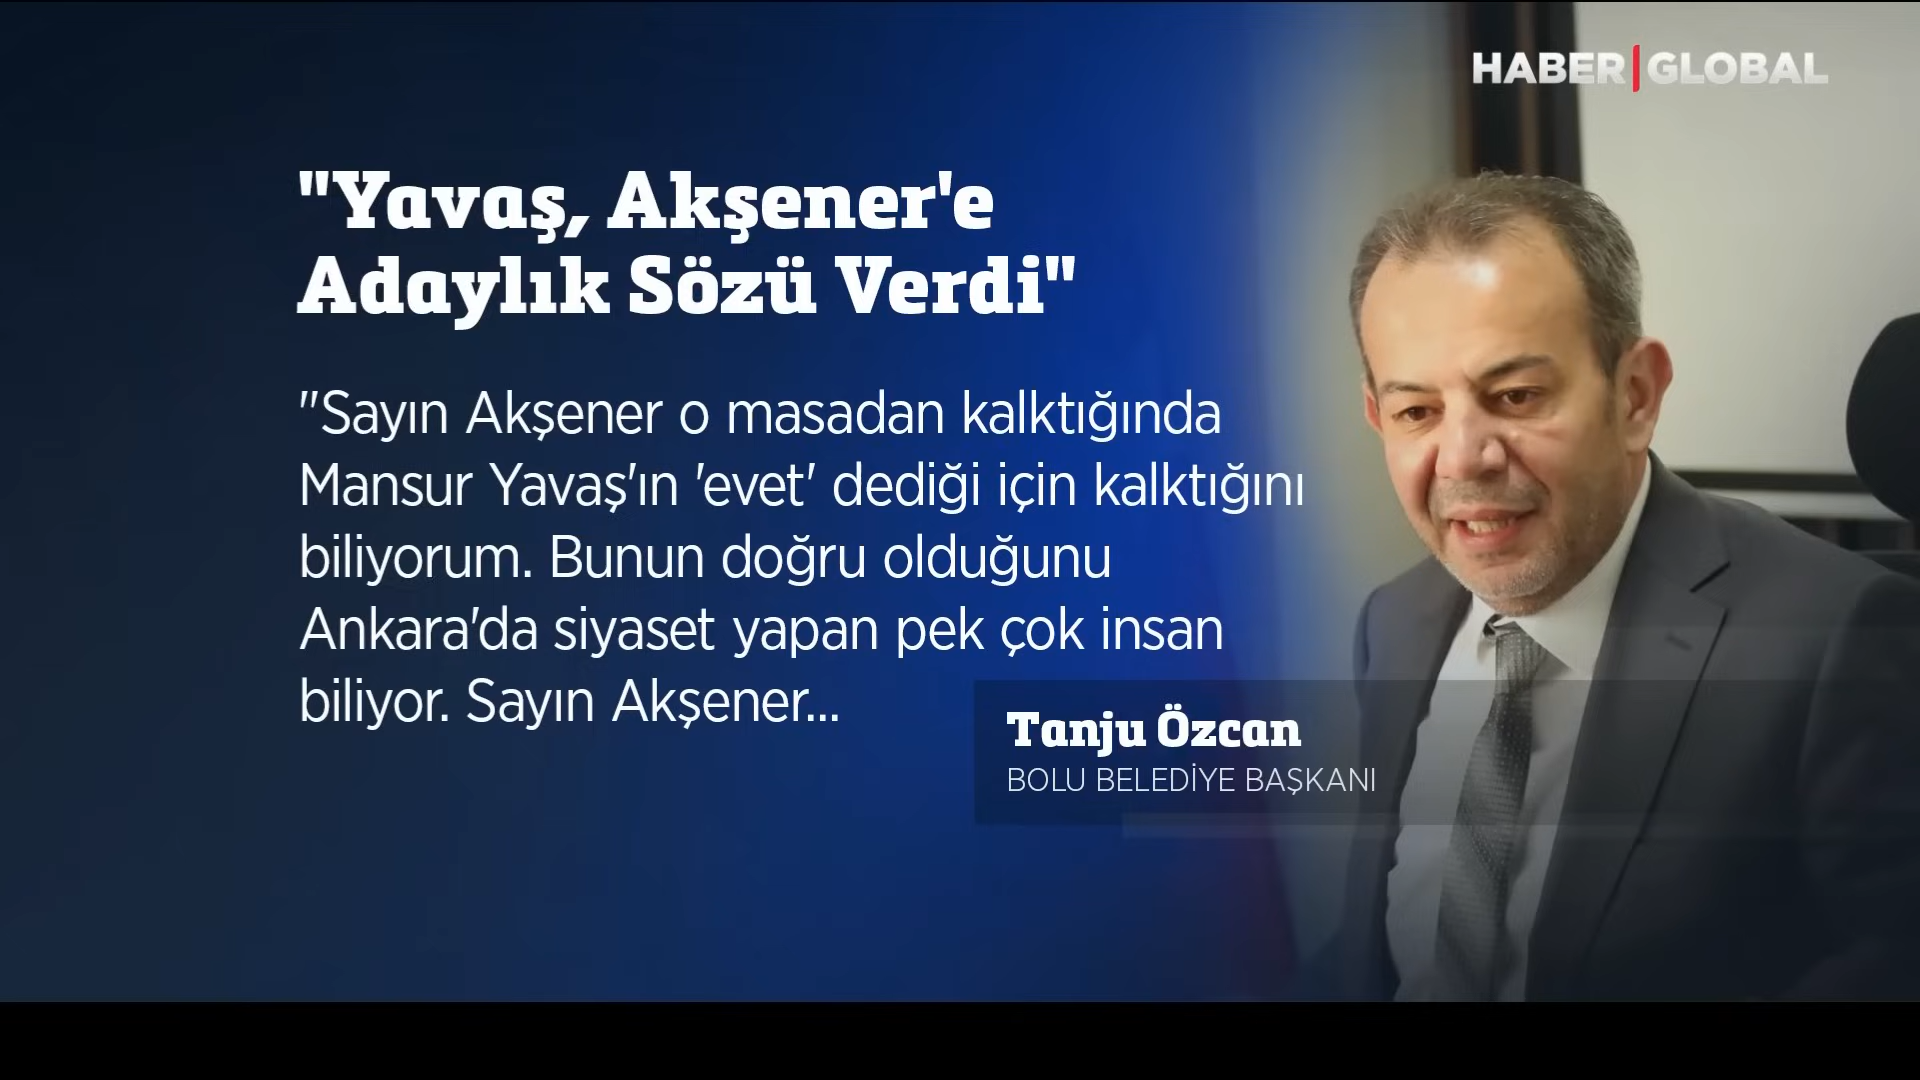 HABER GLOBAL
"Yavaş, Akşener'e
Adaylık Sözü Verdi"
"Sayın Akşener o masadan kalktığında
Mansur Yavaş'ın 'evet' dediği için kalktığını
biliyorum. Bunun doğru olduğunu
Ankara'da siyaset yapan pek çok insan
biliyor. Sayın Akşener...
Tanju Özcan
BOLU BELEDİYE BAŞKANI